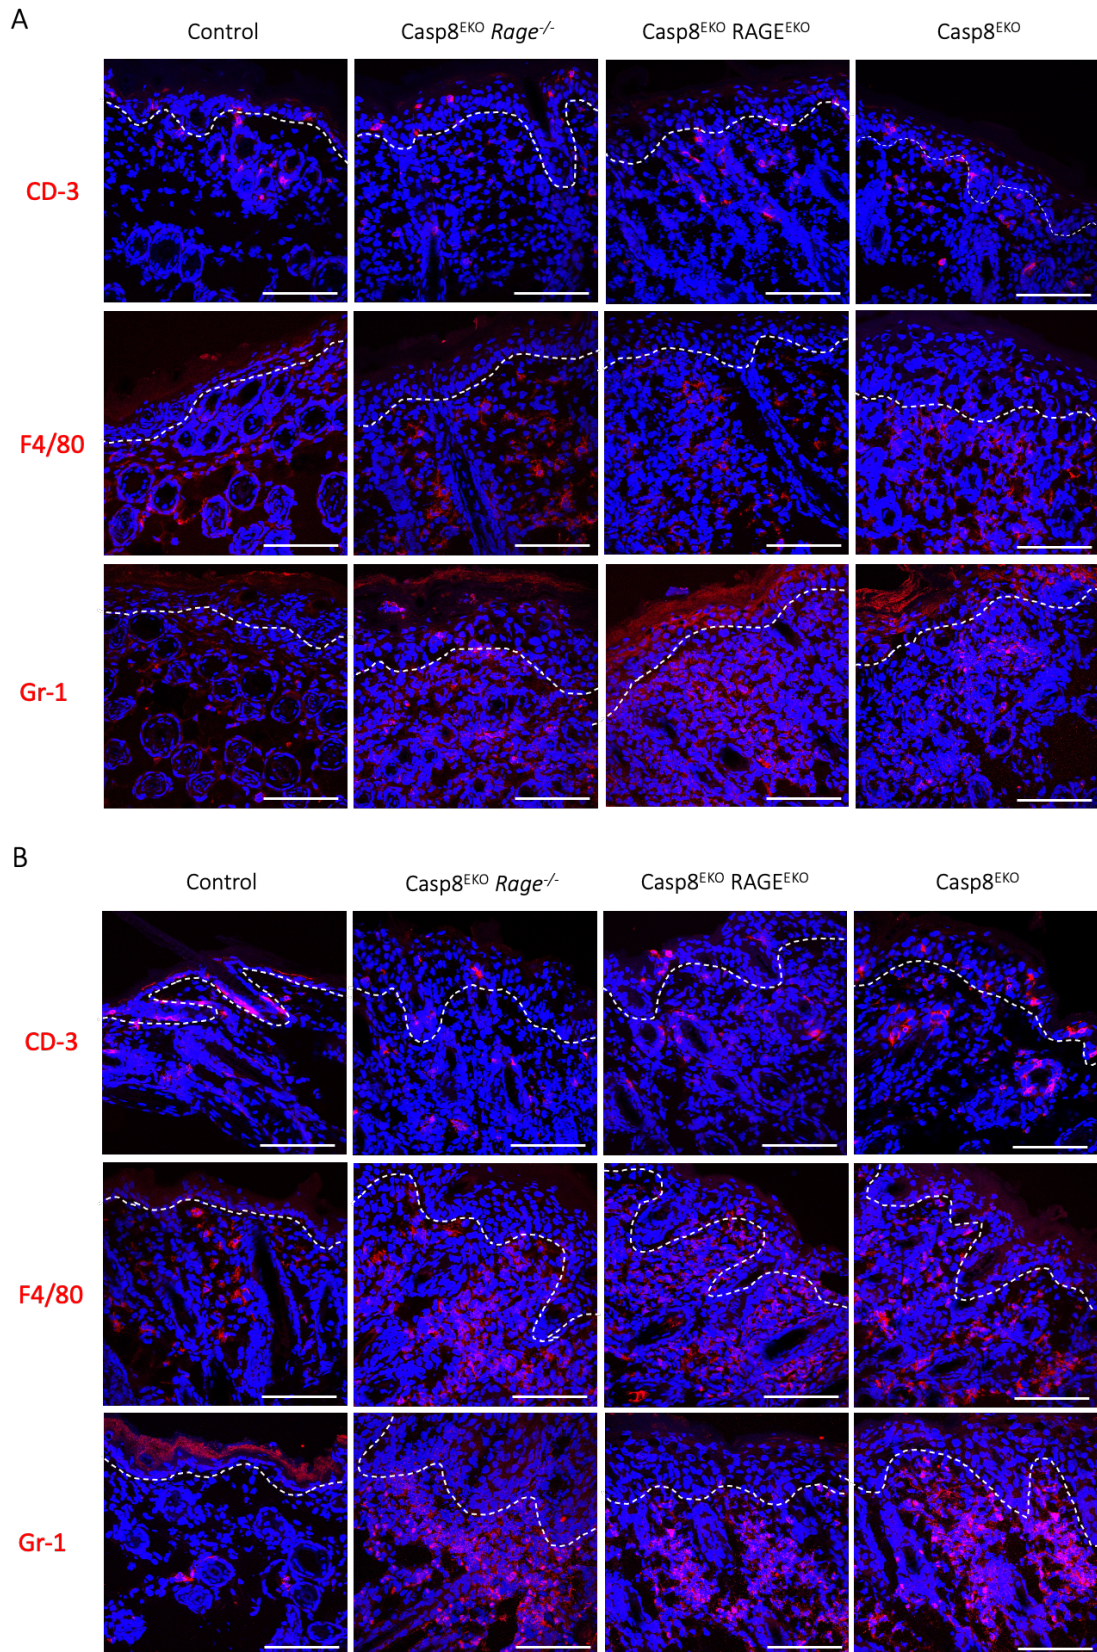 A
Control Casp8ᴱᴷᴼ Rage⁻/⁻ Casp8ᴱᴷᴼ RAGEᴱᴷᴼ Casp8ᴱᴷᴼ
CD-3
F4/80
Gr-1
B
Control Casp8ᴱᴷᴼ Rage⁻/⁻ Casp8ᴱᴷᴼ RAGEᴱᴷᴼ Casp8ᴱᴷᴼ
CD-3
F4/80
Gr-1